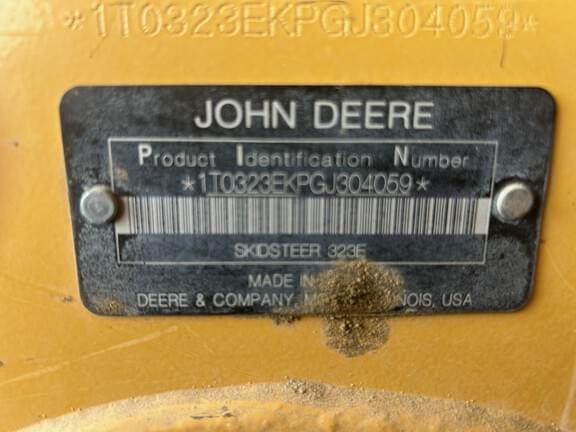 *1T0323EKPGJ304059*
JOHN DEERE
Product Identification Number
*1T0323EKPGJ304059*
SKIDSTEER 323E
MADE IN
DEERE & COMPANY, USA